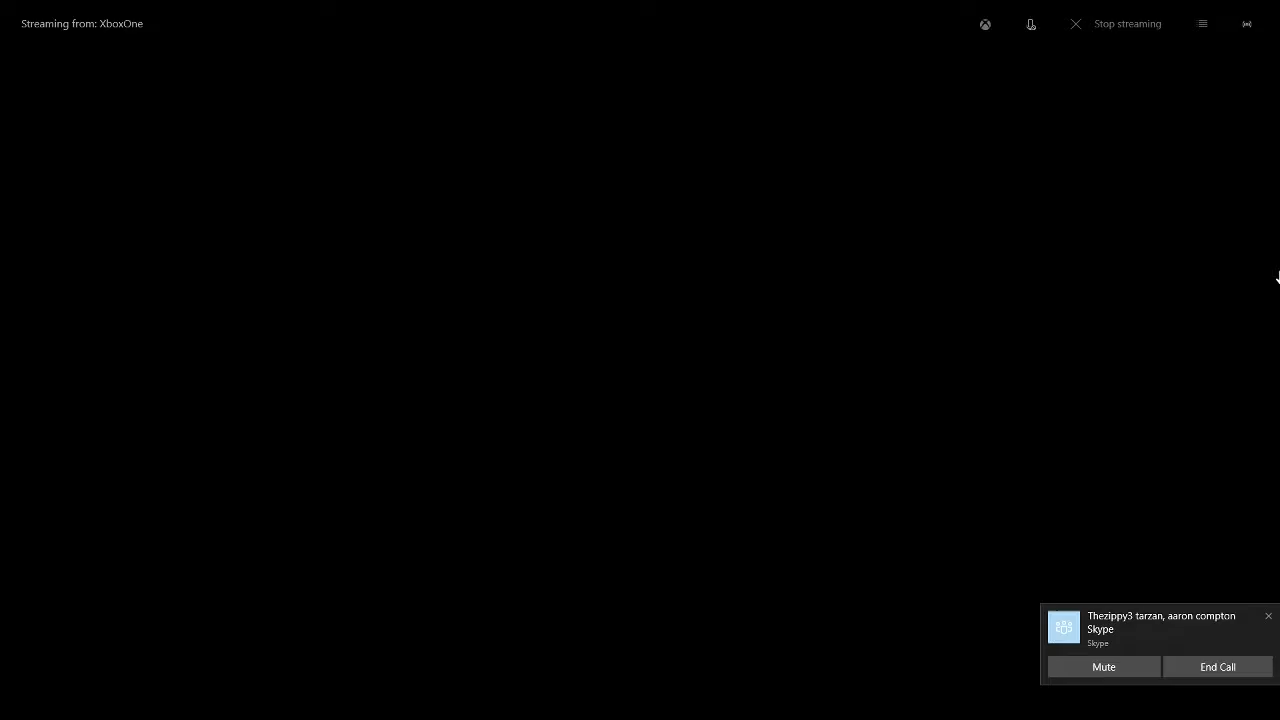 Streaming from: XboxOne
Stop streaming
Thezippy3 tarzan, aaron compton
Skype
Skype
Mute
End Call